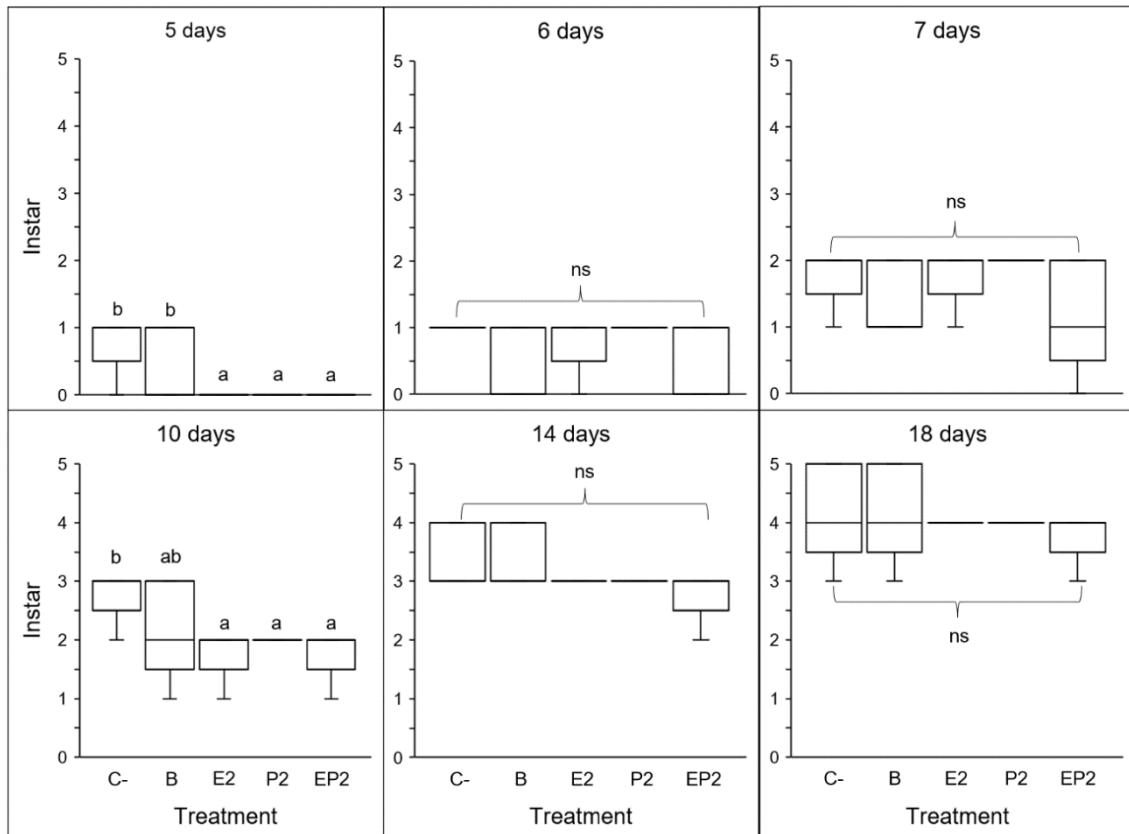 5 days
6 days
7 days
Instar
5
4
3
2
1
0
b
b
a
a
a
5
4
3
2
1
0
ns
5
4
3
2
1
0
ns
10 days
14 days
18 days
Instar
5
4
3
2
1
0
b
ab
a
a
a
C- B E2 P2 EP2
Treatment
5
4
3
2
1
0
ns
C- B E2 P2 EP2
Treatment
5
4
3
2
1
0
ns
C- B E2 P2 EP2
Treatment